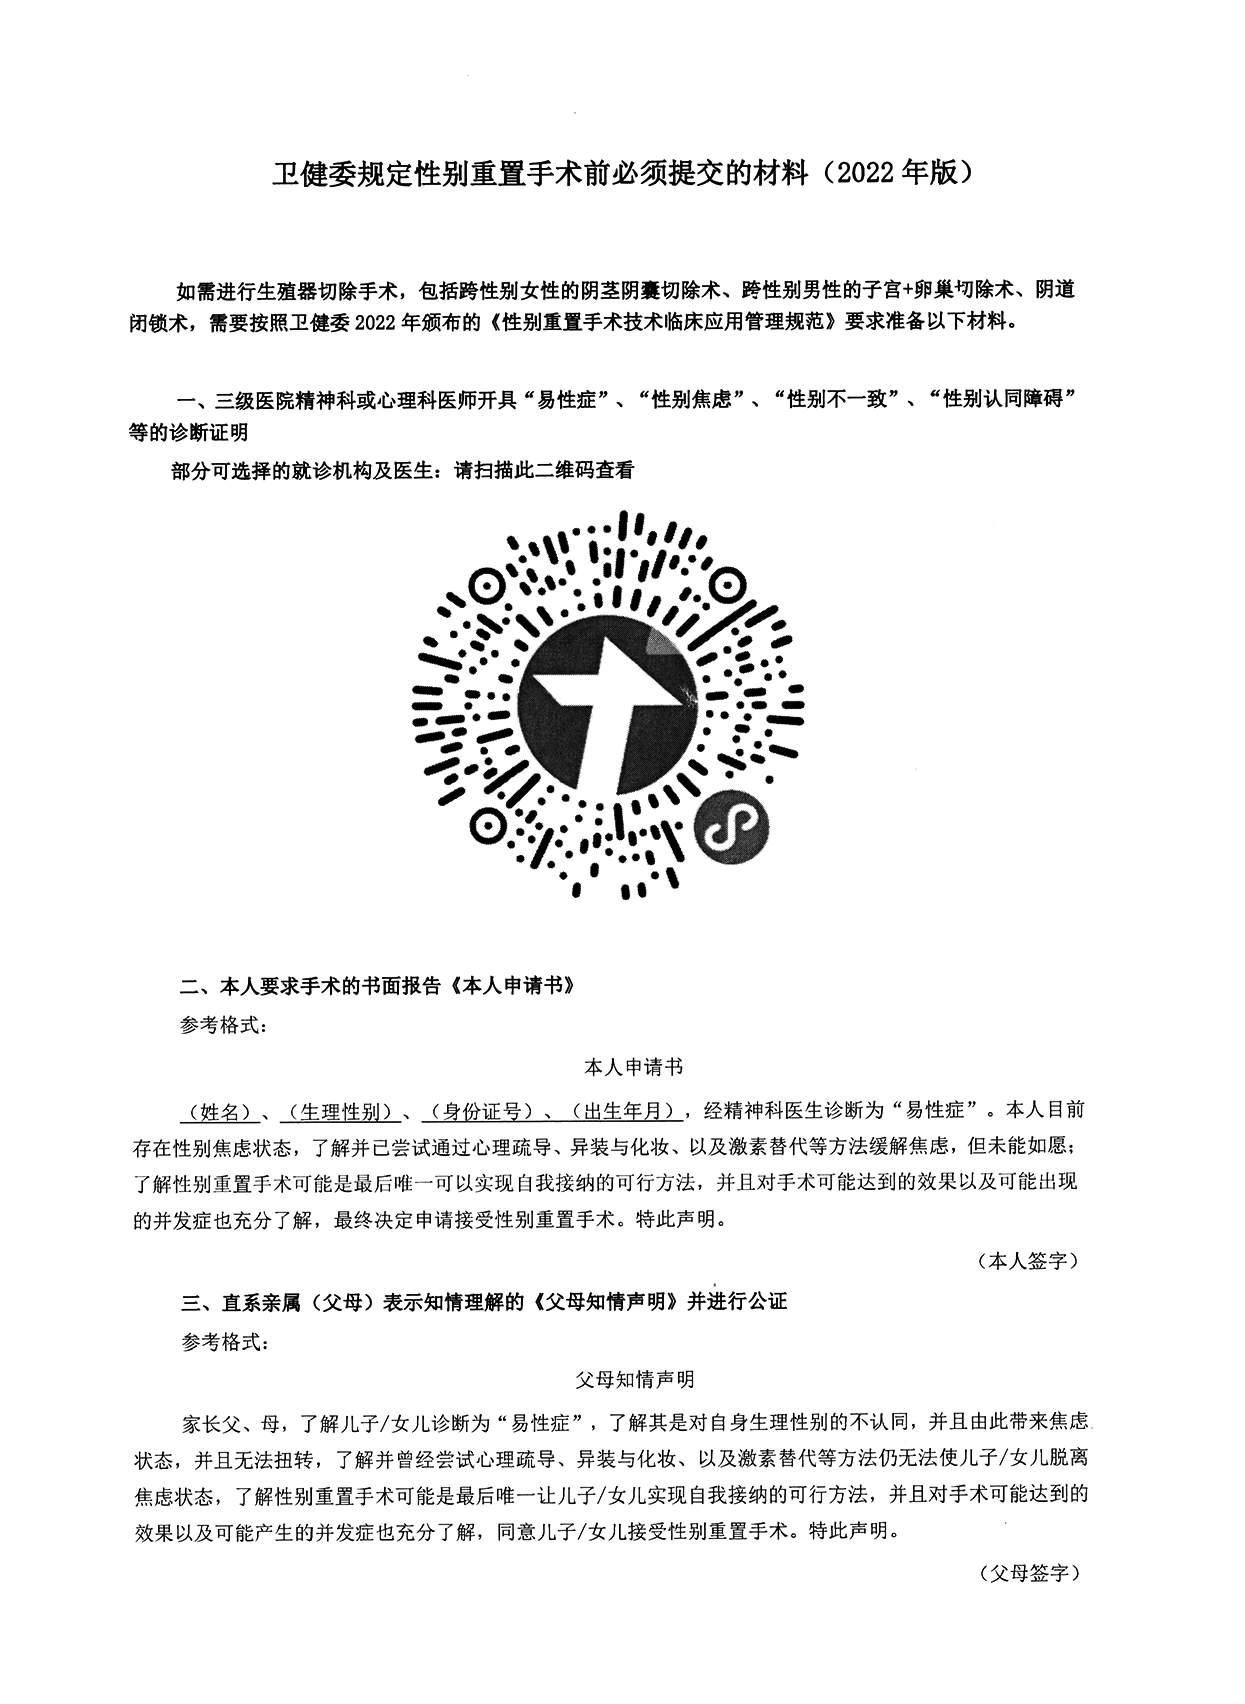 卫健委规定性别重置手术前必须提交的材料（2022 年版）
如需进行生殖器切除手术，包括跨性别女性的阴茎阴囊切除术、跨性别男性的子宫+卵巢切除术、阴道
闭锁术，需要按照卫健委 2022 年颁布的《性别重置手术技术临床应用管理规范》要求准备以下材料。
一、三级医院精神科或心理科医师开具“易性症”、“性别焦虑”、“性别不一致”、“性别认同障碍”
等的诊断证明
部分可选择的就诊机构及医生：请扫描此二维码查看
二、本人要求手术的书面报告《本人申请书》
参考格式：
本人申请书
（姓名）、（生理性别）、（身份证号）、（出生年月），经精神科医生诊断为“易性症”。本人目前
存在性别焦虑状态，了解并已尝试通过心理疏导、异装与化妆、以及激素替代等方法缓解焦虑，但未能如愿；
了解性别重置手术可能是最后唯一可以实现自我接纳的可行方法，并且对手术可能达到的效果以及可能出现
的并发症也充分了解，最终决定申请接受性别重置手术。特此声明。
（本人签字）
三、直系亲属（父母）表示知情理解的《父母知情声明》并进行公证
参考格式：
父母知情声明
家长父、母，了解儿子/女儿诊断为“易性症”，了解其是对自身生理性别的不认同，并且由此带来焦虑
状态，并且无法扭转，了解并曾经尝试心理疏导、异装与化妆、以及激素替代等方法仍无法使儿子/女儿脱离
焦虑状态，了解性别重置手术可能是最后唯一让儿子/女儿实现自我接纳的可行方法，并且对手术可能达到的
效果以及可能产生的并发症也充分了解，同意儿子/女儿接受性别重置手术。特此声明。
（父母签字）